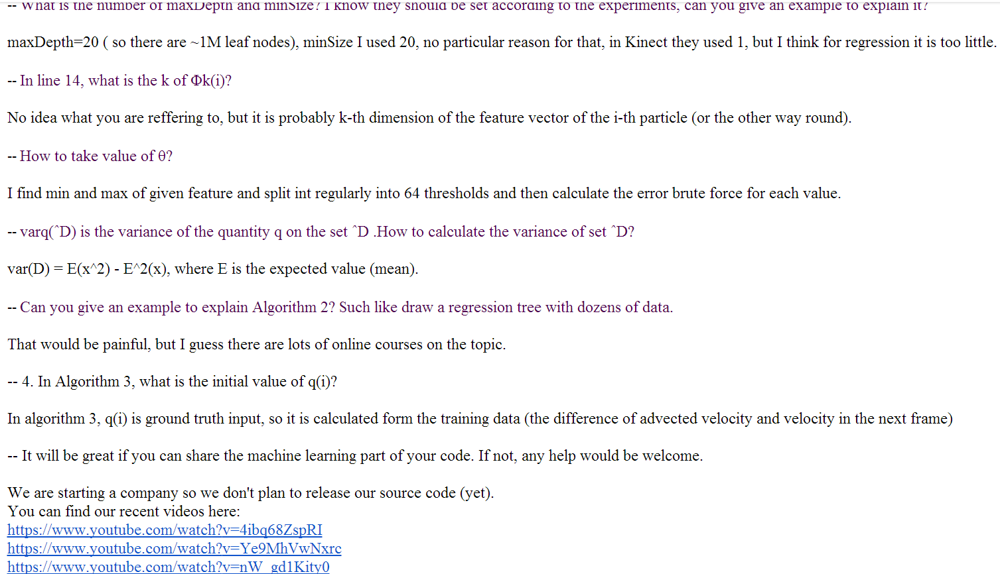 -- What is the number of maxDepth and minSize? I know they should be set according to the experiments, can you give an example to explain it?
maxDepth=20 ( so there are ~1M leaf nodes), minSize I used 20, no particular reason for that, in Kinect they used 1, but I think for regression it is too little.
-- In line 14, what is the k of Φk(i)?
No idea what you are reffering to, but it is probably k-th dimension of the feature vector of the i-th particle (or the other way round).
-- How to take value of θ?
I find min and max of given feature and split int regularly into 64 thresholds and then calculate the error brute force for each value.
-- varq(ˆD) is the variance of the quantity q on the set ˆD .How to calculate the variance of set ˆD?
var(D) = E(x^2) - E^2(x), where E is the expected value (mean).
-- Can you give an example to explain Algorithm 2? Such like draw a regression tree with dozens of data.
That would be painful, but I guess there are lots of online courses on the topic.
-- 4. In Algorithm 3, what is the initial value of q(i)?
In algorithm 3, q(i) is ground truth input, so it is calculated form the training data (the difference of advected velocity and velocity in the next frame)
-- It will be great if you can share the machine learning part of your code. If not, any help would be welcome.
We are starting a company so we don't plan to release our source code (yet).
You can find our recent videos here:
https://www.youtube.com/watch?v=4ibq68ZspRI
https://www.youtube.com/watch?v=Ye9MhVwNxrc
https://www.youtube.com/watch?v=nW_gd1Kity0